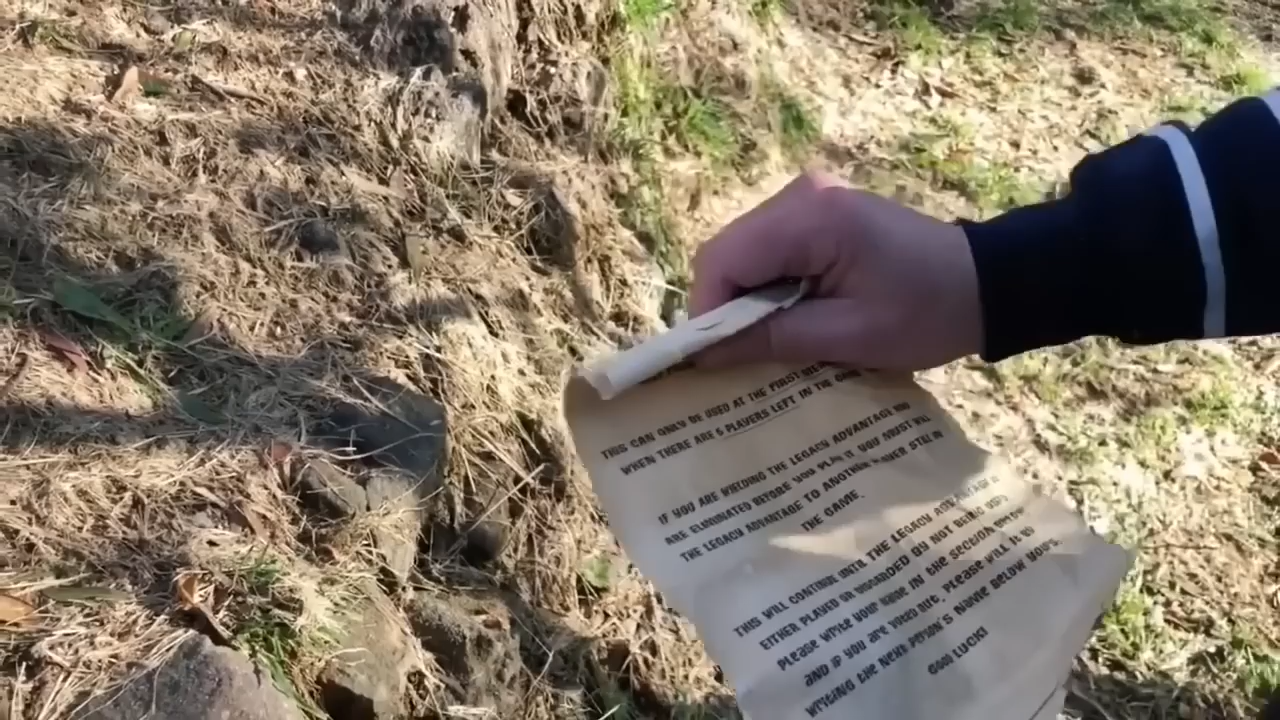 THIS CAN ONLY BE USED AT THE FIRST
WHEN THERE ARE 5 PLAYERS LEFT IN THE
IF YOU ARE WIELDING THE LEGACY ADVANTAGE AND
ARE ELIMINATED BEFORE YOU PLAY IT YOU MUST WILL
THE LEGACY ADVANTAGE TO ANOTHER PLAYER STILL IN
THE GAME.
THIS WILL CONTINUE UNTIL THE LEGACY ADVANTAGE IS
EITHER PLAYED OR DISCARDED BY NOT BEING USED
PLEASE WRITE YOUR NAME IN THE SECTION BELOW
AND IF YOU ARE VOTED OUT, PLEASE WILL IT BY
WRITING THE NEXT PERSON'S NAME BELOW YOURS.
GOOD LUCK!